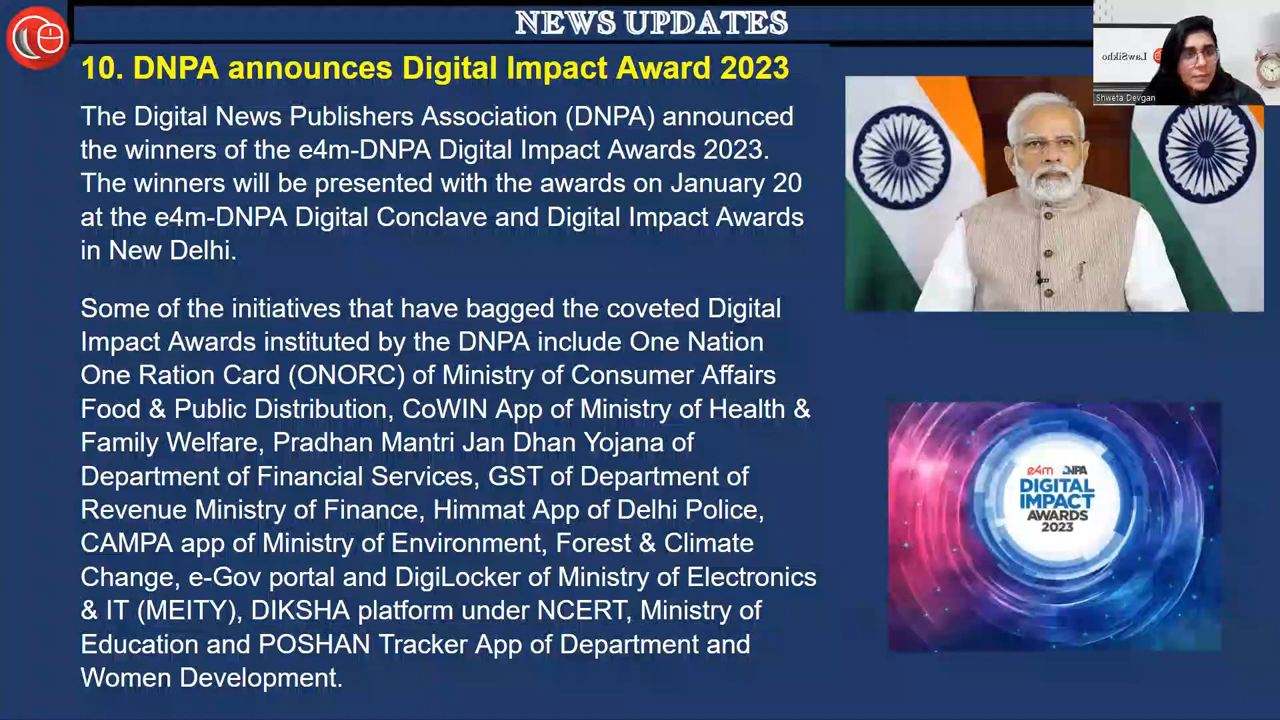 NEWS UPDATES
10. DNPA announces Digital Impact Award 2023
The Digital News Publishers Association (DNPA) announced
the winners of the e4m-DNPA Digital Impact Awards 2023.
The winners will be presented with the awards on January 20
at the e4m-DNPA Digital Conclave and Digital Impact Awards
in New Delhi.
Some of the initiatives that have bagged the coveted Digital
Impact Awards instituted by the DNPA include One Nation
One Ration Card (ONORC) of Ministry of Consumer Affairs
Food & Public Distribution, CoWIN App of Ministry of Health &
Family Welfare, Pradhan Mantri Jan Dhan Yojana of
Department of Financial Services, GST of Department of
Revenue Ministry of Finance, Himmat App of Delhi Police,
CAMPA app of Ministry of Environment, Forest & Climate
Change, e-Gov portal and DigiLocker of Ministry of Electronics
& IT (MEITY), DIKSHA platform under NCERT, Ministry of
Education and POSHAN Tracker App of Department and
Women Development.
LawSikho
Shweta Devgan
e4m DNPA
DIGITAL
IMPACT
AWARDS
2023